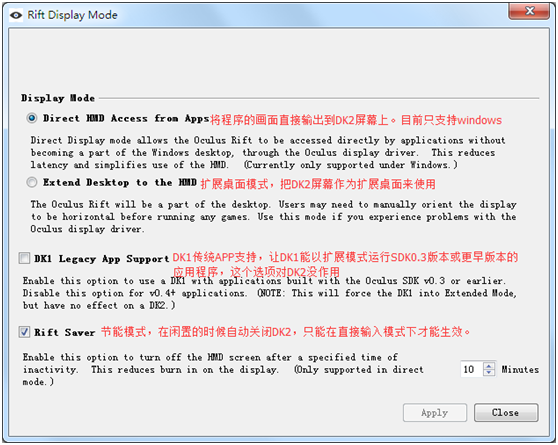 Rift Display Mode
Display Mode
Direct HMD Access from Apps 将程序的画面直接输出到DK2屏幕上。目前只支持windows
Direct Display mode allows the Oculus Rift to be accessed directly by applications without
becoming a part of the Windows desktop, through the Oculus display driver.  This reduces
latency and simplifies use of the HMD.  (Currently only supported under Windows.)
Extend Desktop to the HMD 扩展桌面模式，把DK2屏幕作为扩展桌面来使用
The Oculus Rift will be a part of the desktop. Users may need to manually orient the display
to be horizontal before running any games. Use this mode if you experience problems with the
Oculus display driver.
DK1 Legacy App Support DK1传统APP支持，让DK1能以扩展模式运行SDK0.3版本或更早版本的
应用程序，这个选项对DK2没作用
Enable this option to use a DK1 with applications built with the Oculus SDK v0.3 or earlier.
Disable this option for v0.4+ applications. (NOTE: This will force the DK1 into Extended Mode,
but have no effect on a DK2.)
Rift Saver 节能模式，在闲置的时候自动关闭DK2，只能在直接输入模式下才能生效。
Enable this option to turn off the HMD screen after a specified time of
inactivity.  This reduces burn in on the display.  (Only supported in direct
mode.)
10 Minutes
Apply Close